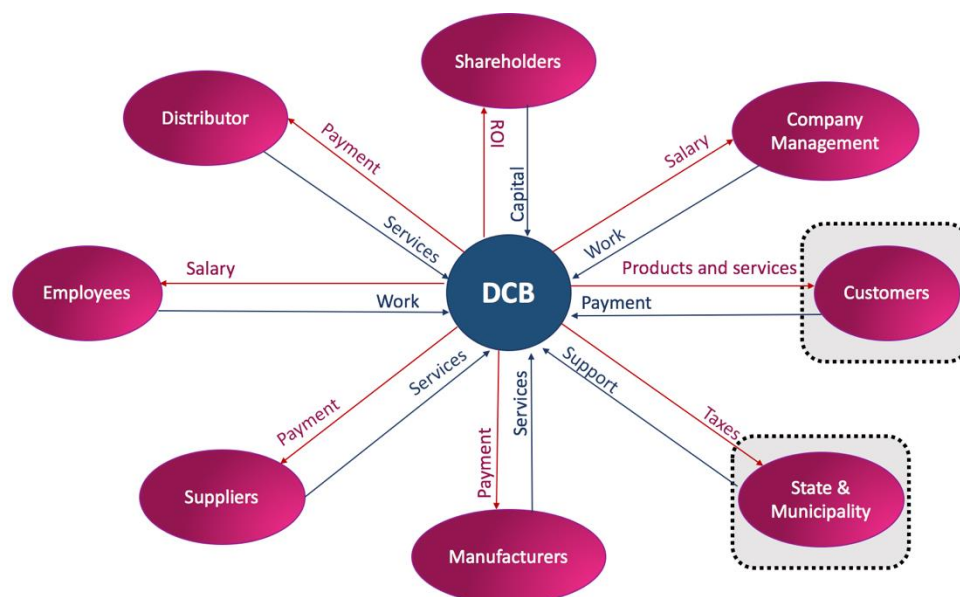 Shareholders
Distributor
Company
Management
Payment
ROI
Capital
Salary
Services
Work
Employees
Salary
Work
DCB
Products and services
Payment
Customers
Payment
Services
Services
Payment
Support
Taxes
Suppliers
Manufacturers
State &
Municipality